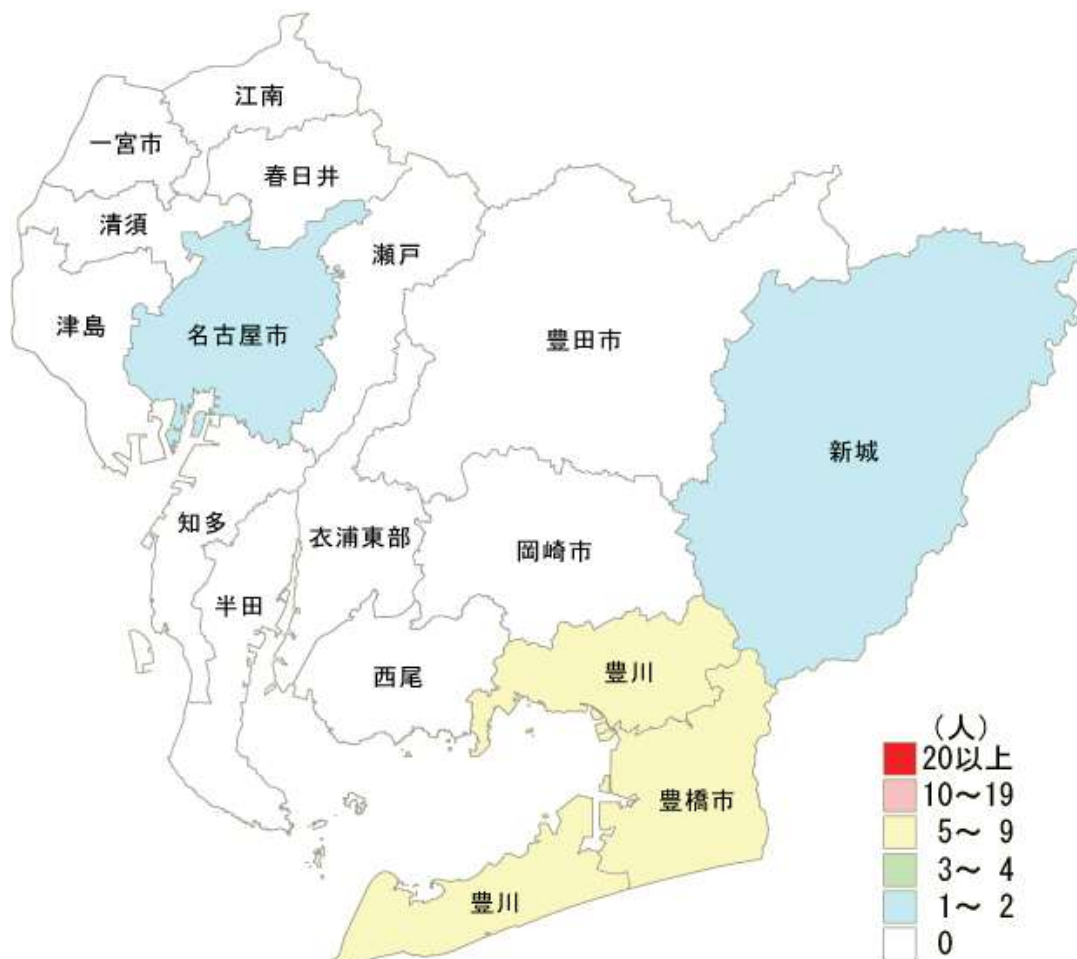 江南
一宮市
春日井
清須
瀬戸
津島
名古屋市
豊田市
新城
知多
衣浦東部
岡崎市
半田
西尾
豊川
豊橋市
豊川
(人)
20以上
10～19
5～ 9
3～ 4
1～ 2
0